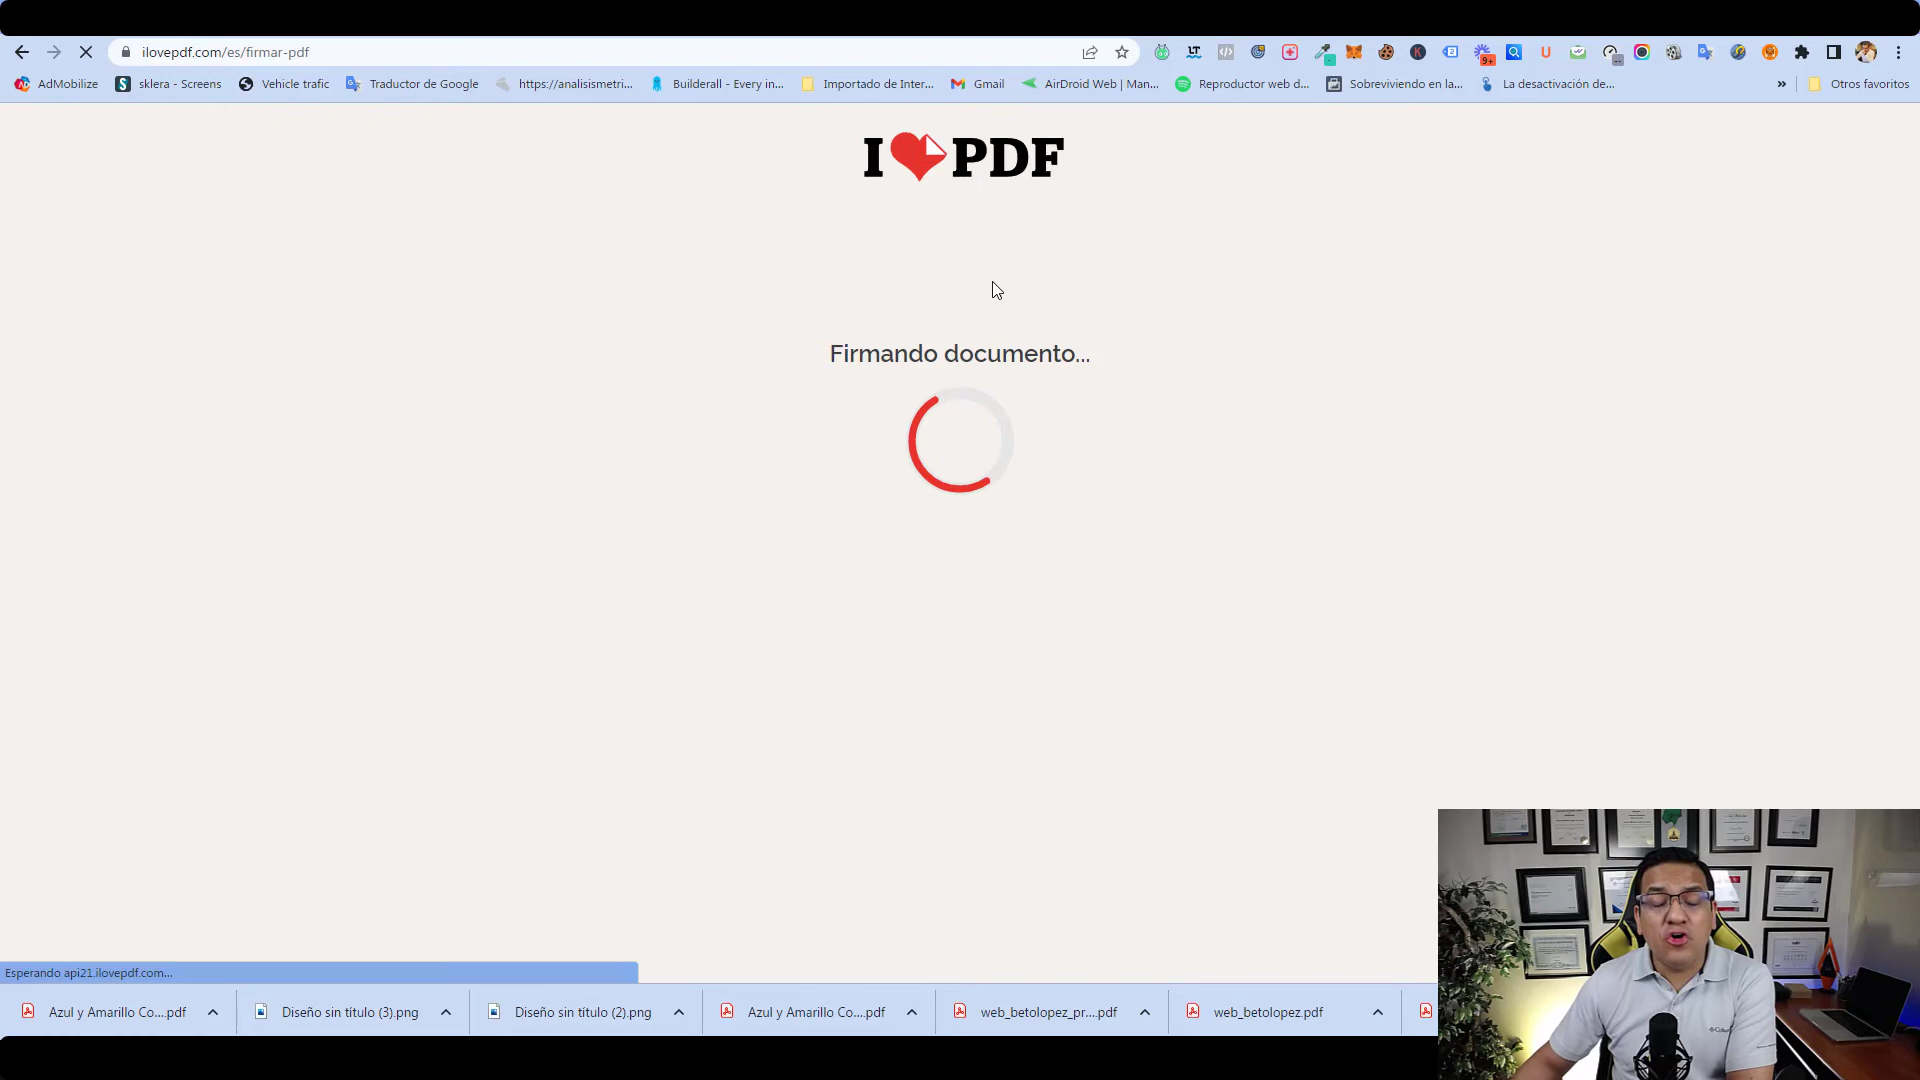 ilovepdf.com/es/firmar-pdf
9+
AdMobilize
sklera - Screens
Vehicle trafic
Traductor de Google
https://analisismetri...
Builderall - Every in...
Importado de Inter...
Gmail
AirDroid Web | Man...
Reproductor web d...
Sobreviviendo en la...
La desactivación de...
»
Otros favoritos
I PDF
Firmando documento...
Esperando api21.ilovepdf.com...
Azul y Amarillo Co....pdf
Diseño sin título (3).png
Diseño sin título (2).png
Azul y Amarillo Co....pdf
web_betolopez_pr....pdf
web_betolopez.pdf